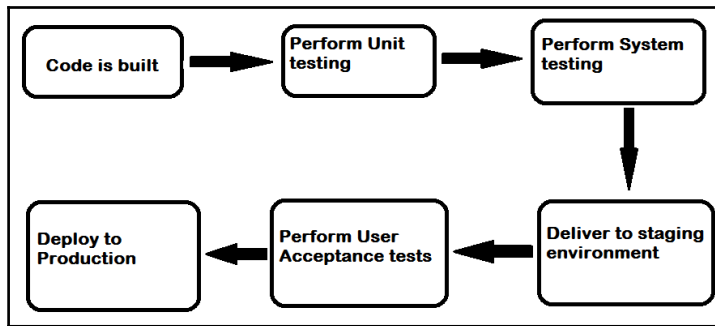 Code is built
Perform Unit
testing
Perform System
testing
Deliver to staging
environment
Perform User
Acceptance tests
Deploy to
Production